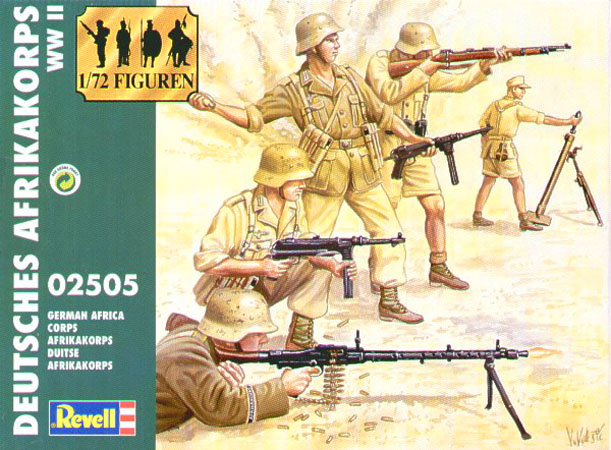 DEUTSCHES AFRIKAKORPS
WW II
1/72 FIGUREN
02505
GERMAN AFRICA
CORPS
AFRIKAKORPS
DUITSE
AFRIKAKORPS
Revell